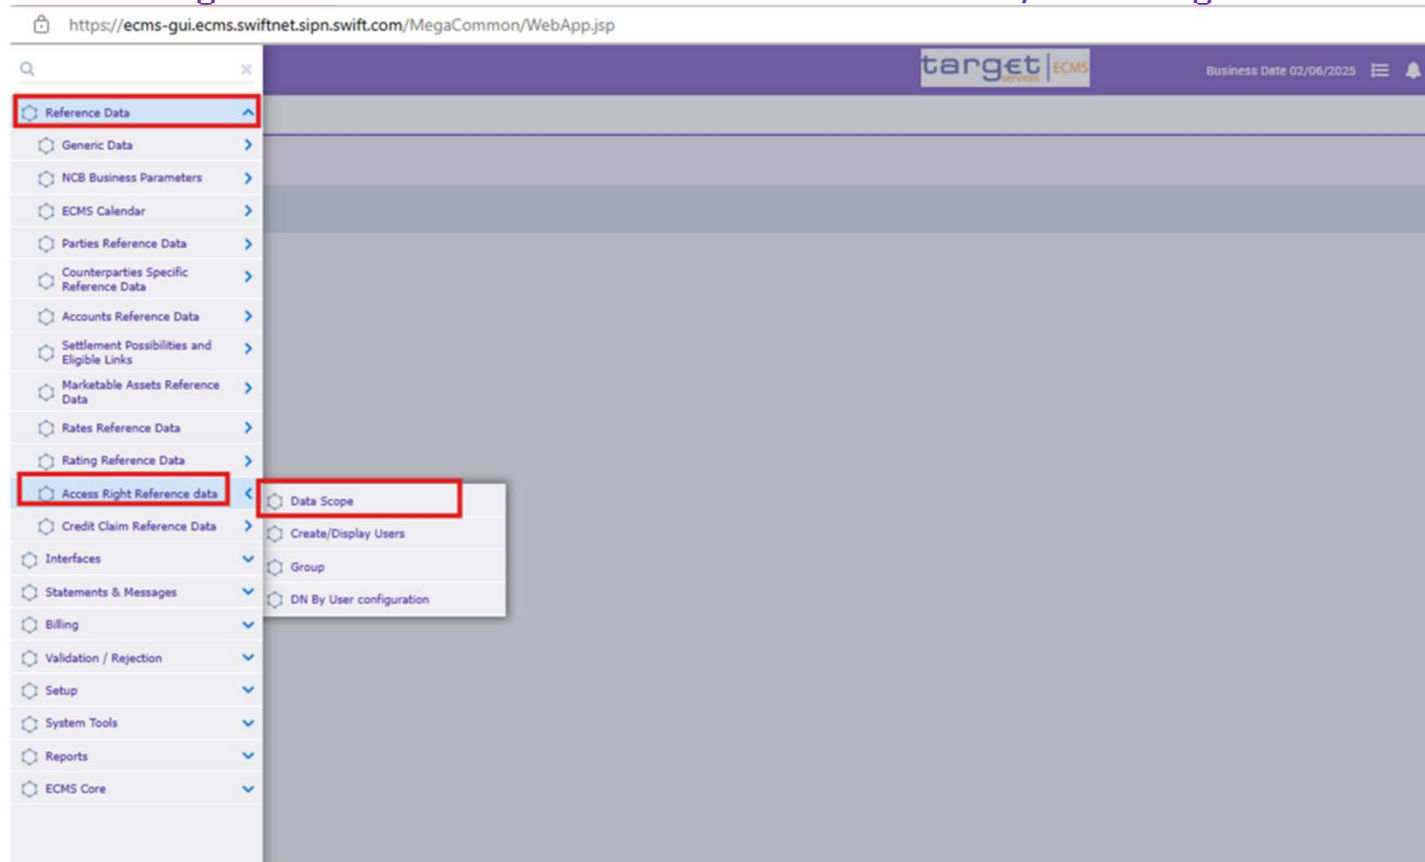 https://ecms-gui.ecms.swiftnet.sipn.swift.com/MegaCommon/WebApp.jsp
target | ECMS
services
Business Date 02/06/2025
Reference Data
Generic Data
NCB Business Parameters
ECMS Calendar
Parties Reference Data
Counterparties Specific
Reference Data
Accounts Reference Data
Settlement Possibilities and
Eligible Links
Marketable Assets Reference
Data
Rates Reference Data
Rating Reference Data
Access Right Reference data
Data Scope
Create/Display Users
Group
DN By User configuration
Credit Claim Reference Data
Interfaces
Statements & Messages
Billing
Validation / Rejection
Setup
System Tools
Reports
ECMS Core